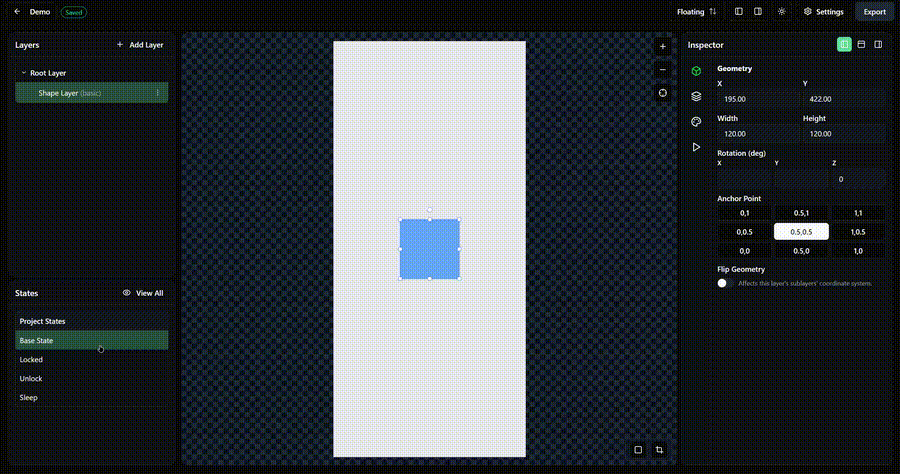 Demo Saved Floating Settings Export
Layers Add Layer
Root Layer
Shape Layer (basic)
States View All
Project States
Base State
Locked
Unlock
Sleep
Inspector
Geometry
X Y
195.00 422.00
Width Height
120.00 120.00
Rotation (deg)
X Y Z
0
Anchor Point
0,1 0.5,1 1,1
0,0.5 0.5,0.5 1,0.5
0,0 0.5,0 1,0
Flip Geometry
Affects this layer's sublayers' coordinate system.